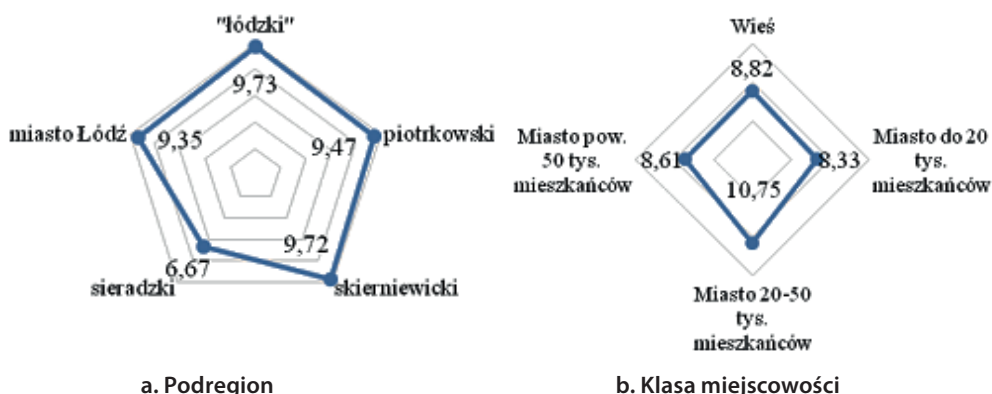 "łódzki"
9,73
miasto Łódź
9,35
9,47
piotrkowski
9,72
6,67
sieradzki
skierniewicki
a. Podregion
Wieś
8,82
Miasto pow.
50 tys.
mieszkańców
8,61
8,33
Miasto do 20
tys.
mieszkańców
10,75
Miasto 20-50
tys.
mieszkańców
b. Klasa miejscowości